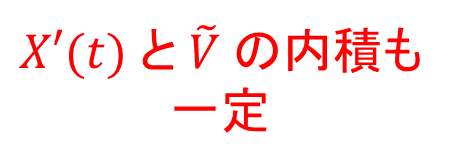 X′(t) と Ṽ の内積も
一定